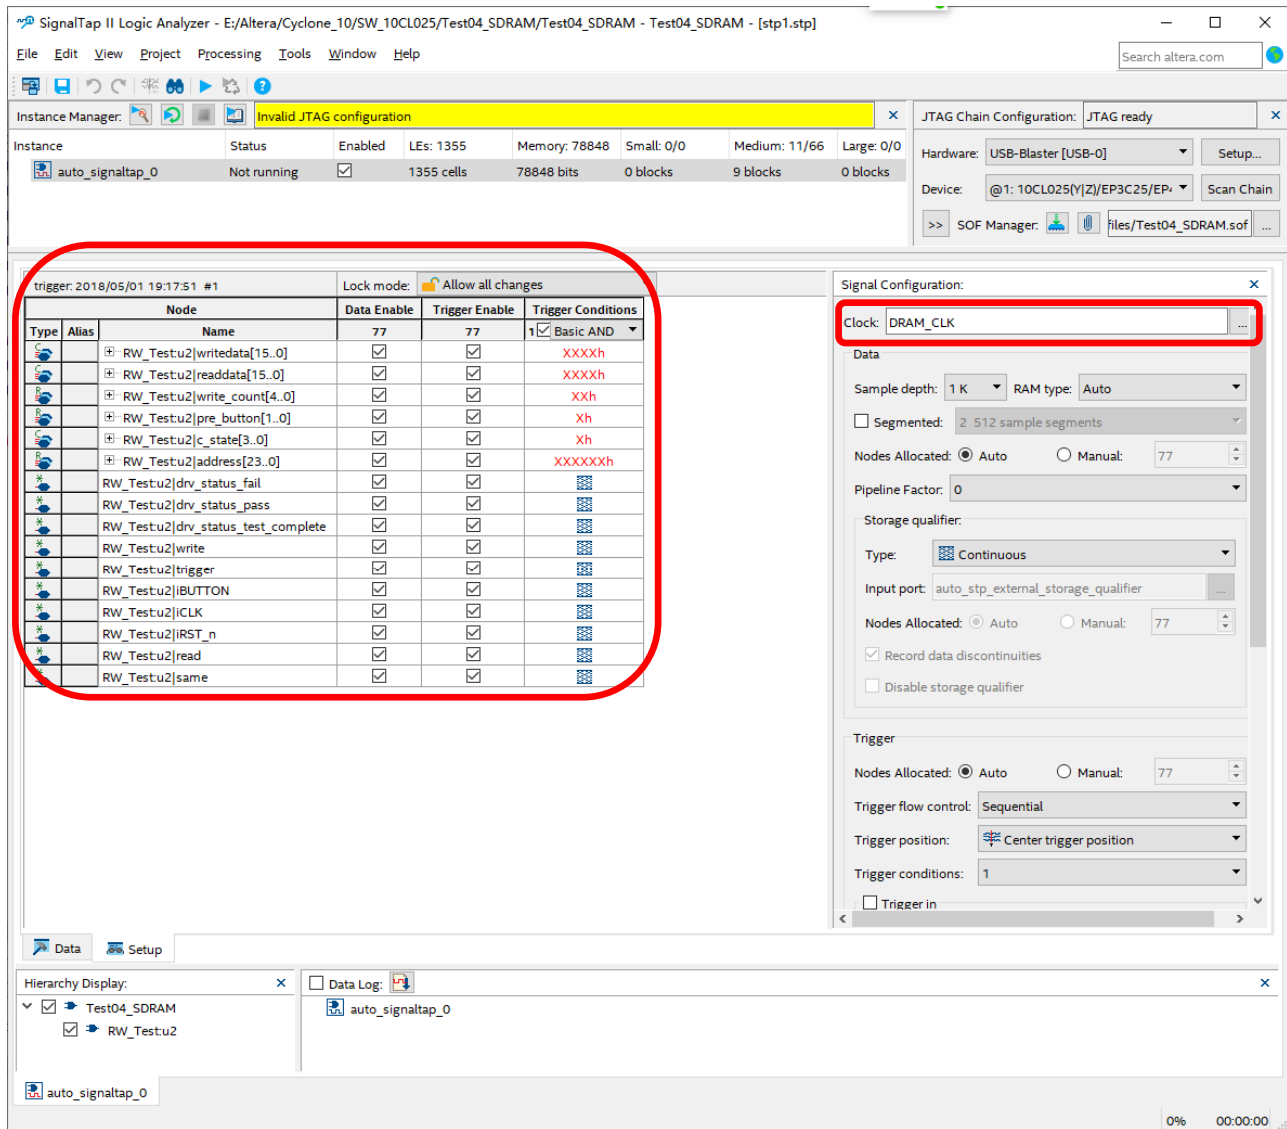 SignalTap II Logic Analyzer - E:/Altera/Cyclone_10/SW_10CL025/Test04_SDRAM/Test04_SDRAM - Test04_SDRAM - [stp1.stp]
File Edit View Project Processing Tools Window Help
Search altera.com
Instance Manager: Invalid JTAG configuration
Instance Status Enabled LEs: 1355 Memory: 78848 Small: 0/0 Medium: 11/66 Large: 0/0
auto_signaltap_0 Not running 1355 cells 78848 bits 0 blocks 9 blocks 0 blocks
JTAG Chain Configuration: JTAG ready
Hardware: USB-Blaster [USB-0] Setup...
Device: @1: 10CL025(Y|Z)/EP3C25/EP4 Scan Chain
>> SOF Manager: files/Test04_SDRAM.sof ...
trigger: 2018/05/01 19:17:51 #1 Lock mode: Allow all changes
Node Data Enable Trigger Enable Trigger Conditions
Type Alias Name 77 77 1 Basic AND
RW_Test:u2|writedata[15..0] XXXXh
RW_Test:u2|readdata[15..0] XXXXh
RW_Test:u2|write_count[4..0] XXh
RW_Test:u2|pre_button[1..0] Xh
RW_Test:u2|c_state[3..0] Xh
RW_Test:u2|address[23..0] XXXXXXh
RW_Test:u2|drv_status_fail
RW_Test:u2|drv_status_pass
RW_Test:u2|drv_status_test_complete
RW_Test:u2|write
RW_Test:u2|trigger
RW_Test:u2|iBUTTON
RW_Test:u2|iCLK
RW_Test:u2|iRST_n
RW_Test:u2|read
RW_Test:u2|same
Signal Configuration:
Clock: DRAM_CLK ...
Data
Sample depth: 1 K RAM type: Auto
Segmented: 2 512 sample segments
Nodes Allocated: Auto Manual: 77
Pipeline Factor: 0
Storage qualifier:
Type: Continuous
Input port: auto_stp_external_storage_qualifier ...
Nodes Allocated: Auto Manual: 77
Record data discontinuities
Disable storage qualifier
Trigger
Nodes Allocated: Auto Manual: 77
Trigger flow control: Sequential
Trigger position: Center trigger position
Trigger conditions: 1
Trigger in
Data Setup
Hierarchy Display:
Test04_SDRAM
RW_Test:u2
Data Log:
auto_signaltap_0
auto_signaltap_0
0% 00:00:00